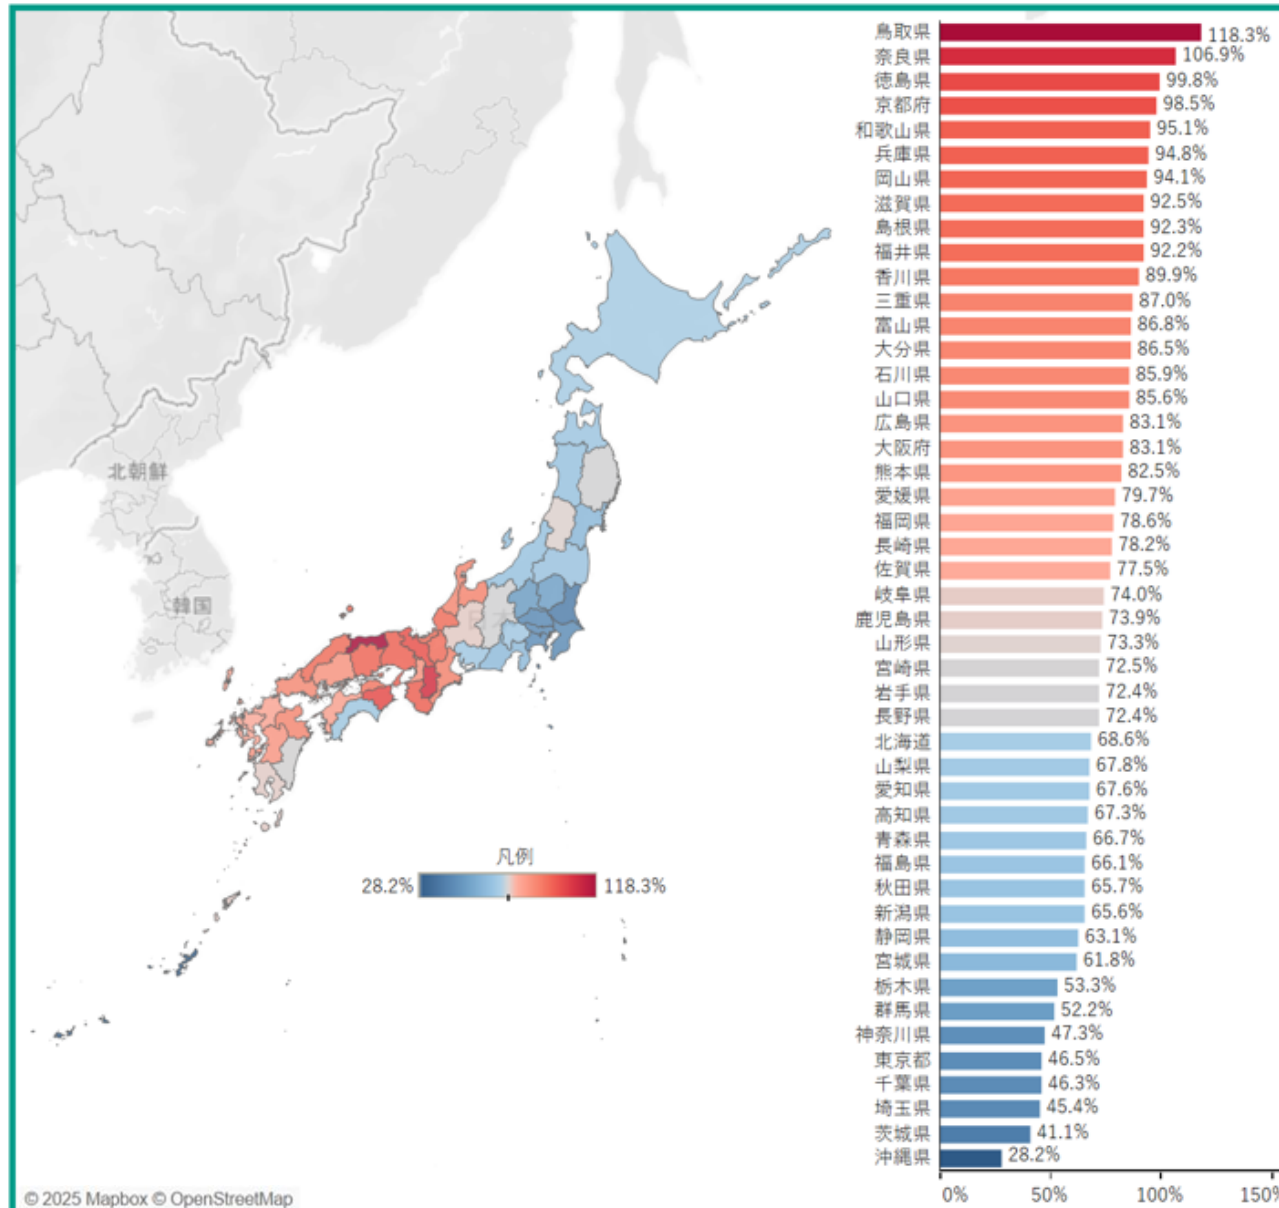 鳥取県 118.3%
奈良県 106.9%
徳島県 99.8%
京都府 98.5%
和歌山県 95.1%
兵庫県 94.8%
岡山県 94.1%
滋賀県 92.5%
島根県 92.3%
福井県 92.2%
香川県 89.9%
三重県 87.0%
富山県 86.8%
大分県 86.5%
石川県 85.9%
山口県 85.6%
広島県 83.1%
大阪府 83.1%
熊本県 82.5%
愛媛県 79.7%
福岡県 78.6%
長崎県 78.2%
佐賀県 77.5%
岐阜県 74.0%
鹿児島県 73.9%
山形県 73.3%
宮崎県 72.5%
岩手県 72.4%
長野県 72.4%
北海道 68.6%
山梨県 67.8%
愛知県 67.6%
高知県 67.3%
青森県 66.7%
福島県 66.1%
秋田県 65.7%
新潟県 65.6%
静岡県 63.1%
宮城県 61.8%
栃木県 53.3%
群馬県 52.2%
神奈川県 47.3%
東京都 46.5%
千葉県 46.3%
埼玉県 45.4%
茨城県 41.1%
沖縄県 28.2%
0% 50% 100% 150%
北朝鮮
韓国
凡例
28.2% 118.3%
© 2025 Mapbox © OpenStreetMap